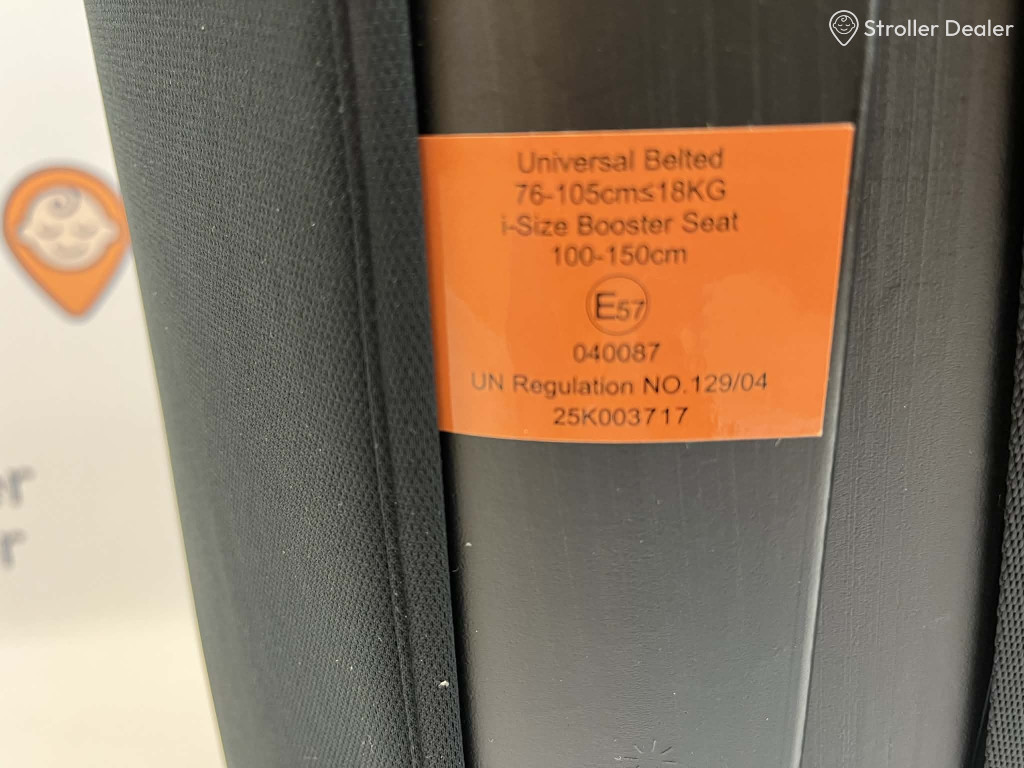 Stroller Dealer
Universal Belted
76-105cm≤18KG
i-Size Booster Seat
100-150cm
E57
040087
UN Regulation NO.129/04
25K003717